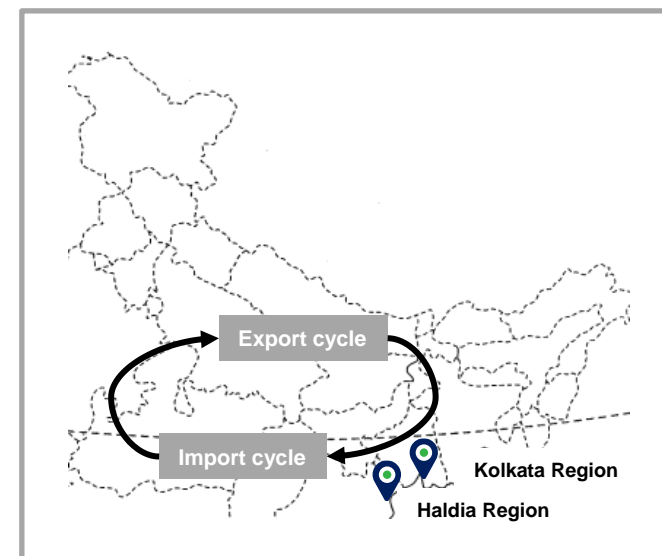 Export cycle
Import cycle
Kolkata Region
Haldia Region